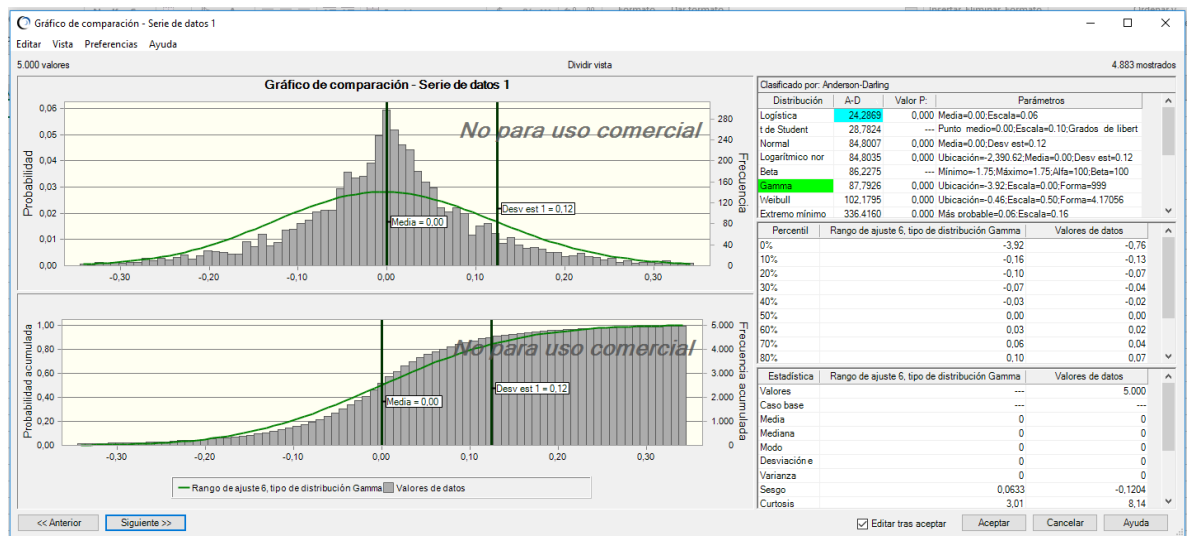 Gráfico de comparación - Serie de datos 1
Editar Vista Preferencias Ayuda
5.000 valores Dividir vista 4.883 mostrados
Gráfico de comparación - Serie de datos 1
No para uso comercial
Probabilidad
0,06
0,05
0,04
0,03
0,02
0,01
0,00
Media = 0,00
Desv est 1 = 0,12
280
240
200
160
120
80
40
0
Frecuencia
-0,30 -0,20 -0,10 0,00 0,10 0,20 0,30
No para uso comercial
Probabilidad acumulada
1,00
0,80
0,60
0,40
0,20
0,00
Media = 0,00
Desv est 1 = 0,12
5.000
4.000
3.000
2.000
1.000
0
Frecuencia acumulada
-0,30 -0,20 -0,10 0,00 0,10 0,20 0,30
Rango de ajuste 6, tipo de distribución Gamma Valores de datos
Clasificado por: Anderson-Darling
Distribución A-D Valor P: Parámetros
Logística 24,2869 0,000 Media=0.00;Escala=0.06
t de Student 28,7824 --- Punto medio=0.00;Escala=0.10;Grados de libert
Normal 84,8007 0,000 Media=0.00;Desv est=0.12
Logarítmico nor 84,8035 0,000 Ubicación=-2,390.62;Media=0.00;Desv est=0.12
Beta 86,2275 --- Mínimo=-1.75;Máximo=1.75;Alfa=100;Beta=100
Gamma 87,7926 0,000 Ubicación=-3.92;Escala=0.00;Forma=999
Weibull 102,1795 0,000 Ubicación=-0.46;Escala=0.50;Forma=4.17056
Extremo mínimo 336,4160 0,000 Más probable=0.06;Escala=0.16
Percentil Rango de ajuste 6, tipo de distribución Gamma Valores de datos
0% -3,92 -0,76
10% -0,16 -0,13
20% -0,10 -0,07
30% -0,07 -0,04
40% -0,03 -0,02
50% 0,00 0,00
60% 0,03 0,02
70% 0,06 0,04
80% 0,10 0,07
Estadística Rango de ajuste 6, tipo de distribución Gamma Valores de datos
Valores --- 5.000
Caso base --- ---
Media 0 0
Mediana 0 0
Modo 0 0
Desviación e 0 0
Varianza 0 0
Sesgo 0,0633 -0,1204
Curtosis 3,01 8,14
<< Anterior Siguiente >> Editar tras aceptar Aceptar Cancelar Ayuda